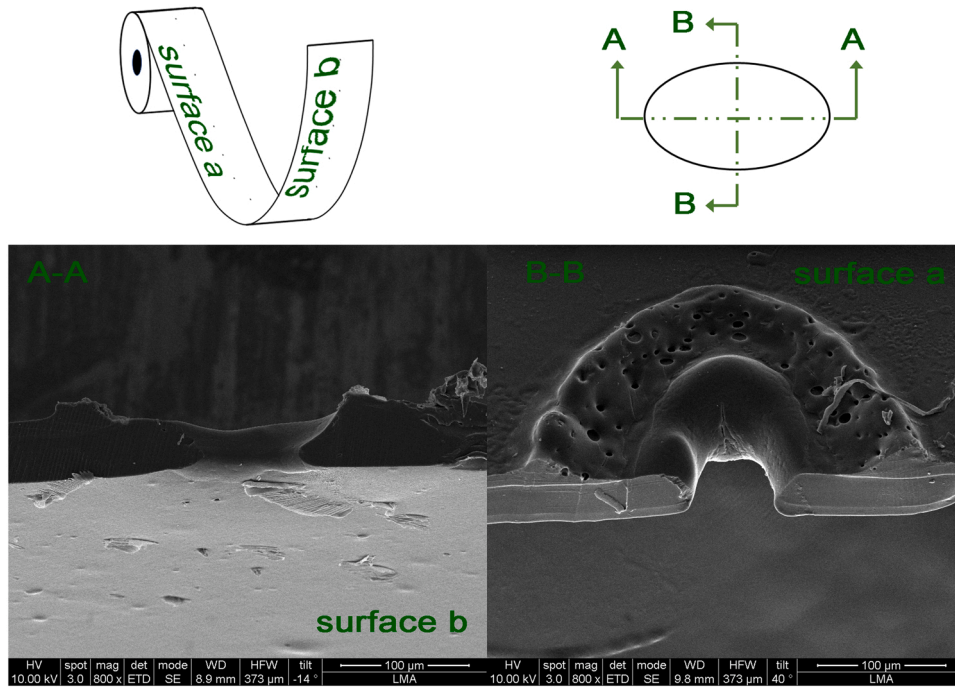 surface a
surface b
B
A
A
B
A-A
surface b
B-B
surface a
HV
spot
mag
det
mode
WD
HFW
tilt
100 µm
10.00 kV
3.0
800 x
ETD
SE
8.9 mm
373 µm
-14 °
LMA
HV
spot
mag
det
mode
WD
HFW
tilt
100 µm
10.00 kV
3.0
800 x
ETD
SE
9.8 mm
373 µm
40 °
LMA